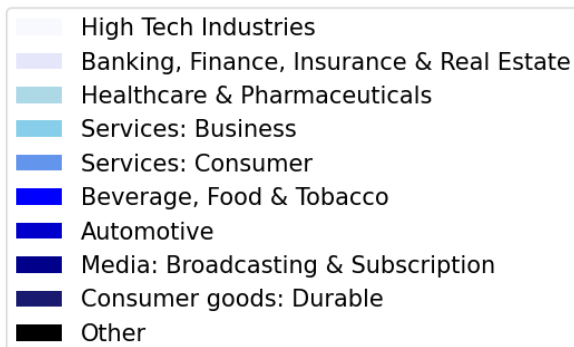 High Tech Industries
Banking, Finance, Insurance & Real Estate
Healthcare & Pharmaceuticals
Services: Business
Services: Consumer
Beverage, Food & Tobacco
Automotive
Media: Broadcasting & Subscription
Consumer goods: Durable
Other